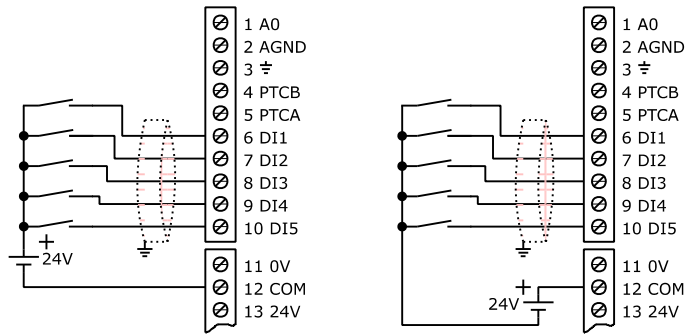 1 A0
2 AGND
3
4 PTCB
5 PTCA
6 DI1
7 DI2
8 DI3
9 DI4
10 DI5
+
24V
11 0V
12 COM
13 24V
1 A0
2 AGND
3
4 PTCB
5 PTCA
6 DI1
7 DI2
8 DI3
9 DI4
10 DI5
11 0V
+
24V
12 COM
13 24V